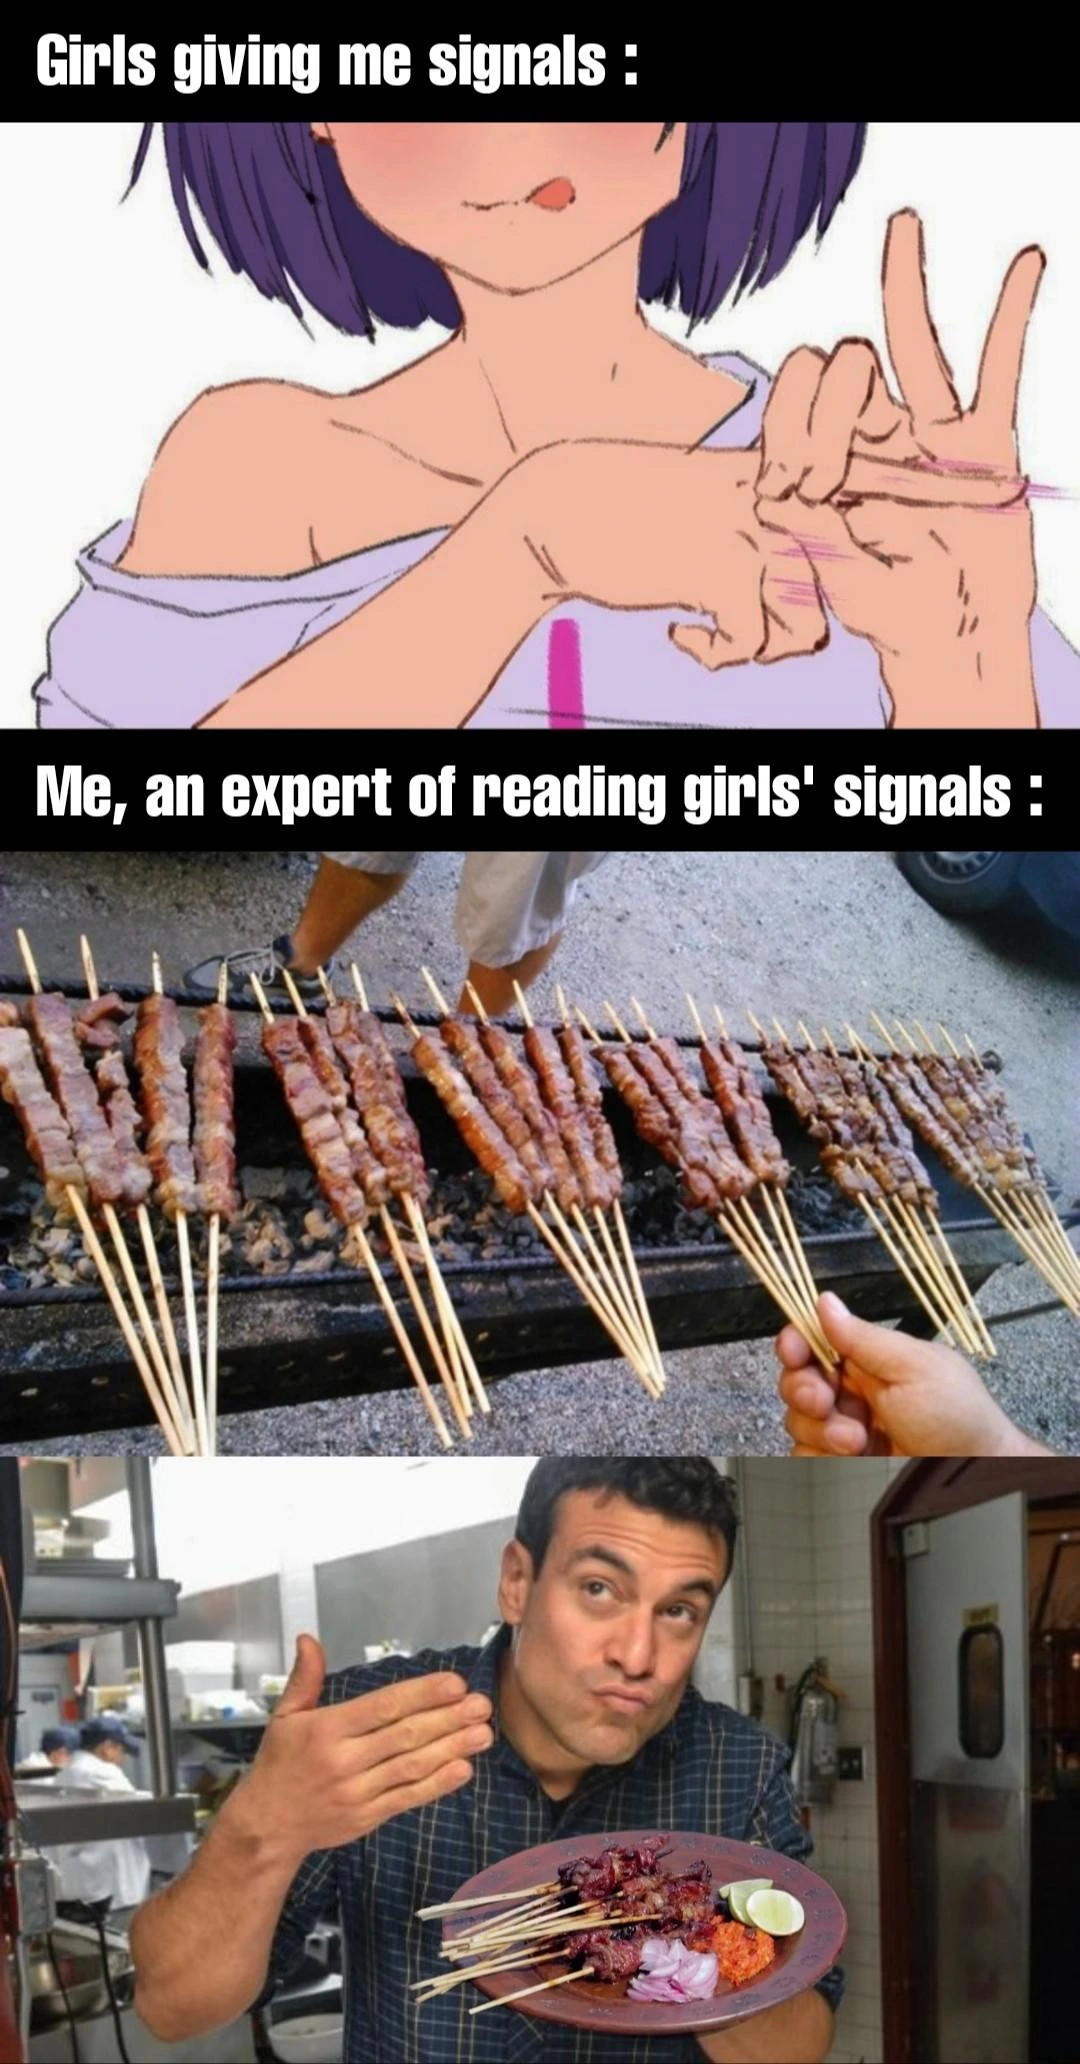 Girls giving me signals :
Me, an expert of reading girls' signals :